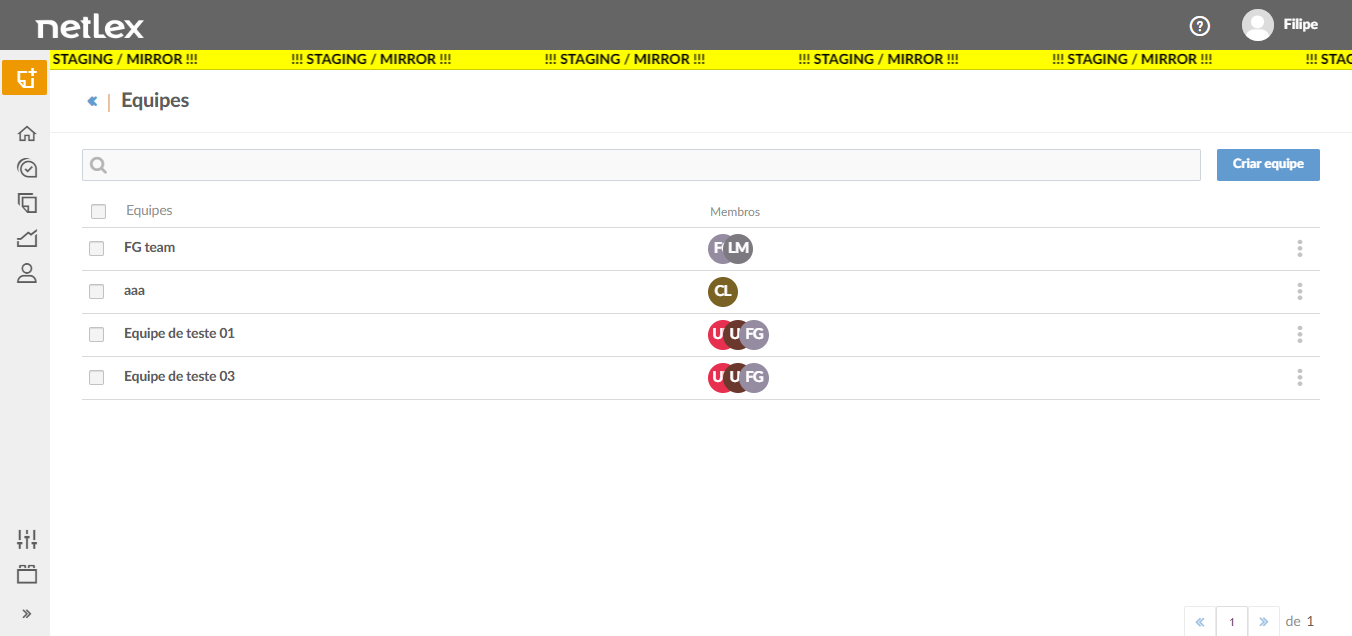 netlex
?
Filipe
STAGING / MIRROR !!! !!! STAGING / MIRROR !!! !!! STAGING / MIRROR !!! !!! STAGING / MIRROR !!! !!! STAGING / MIRROR !!! !!! STAG
« | Equipes
Criar equipe
Equipes Membros
FG team F LM
aaa CL
Equipe de teste 01 U U FG
Equipe de teste 03 U U FG
»
« 1 » de 1